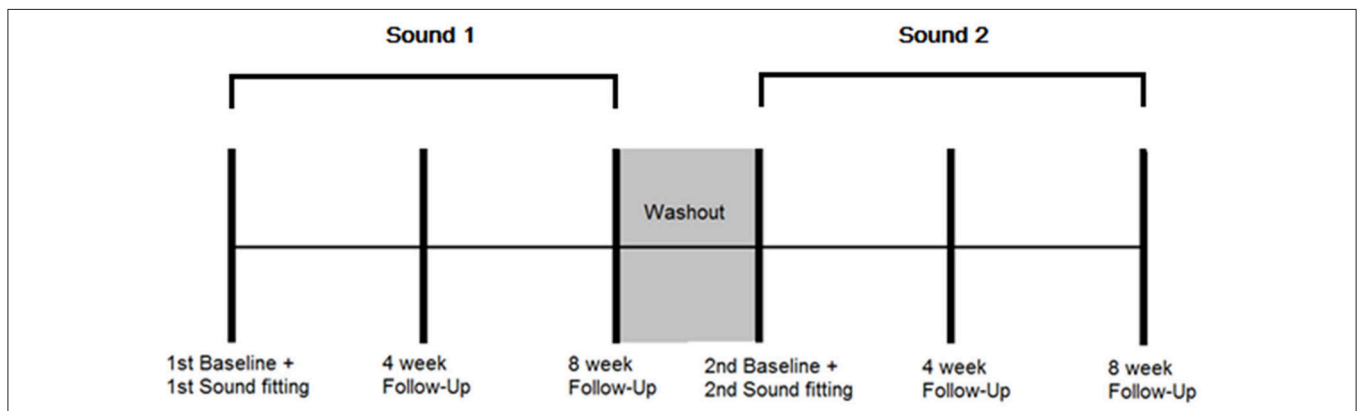 Sound 1
Sound 2
Washout
1st Baseline +
1st Sound fitting
4 week
Follow-Up
8 week
Follow-Up
2nd Baseline +
2nd Sound fitting
4 week
Follow-Up
8 week
Follow-Up